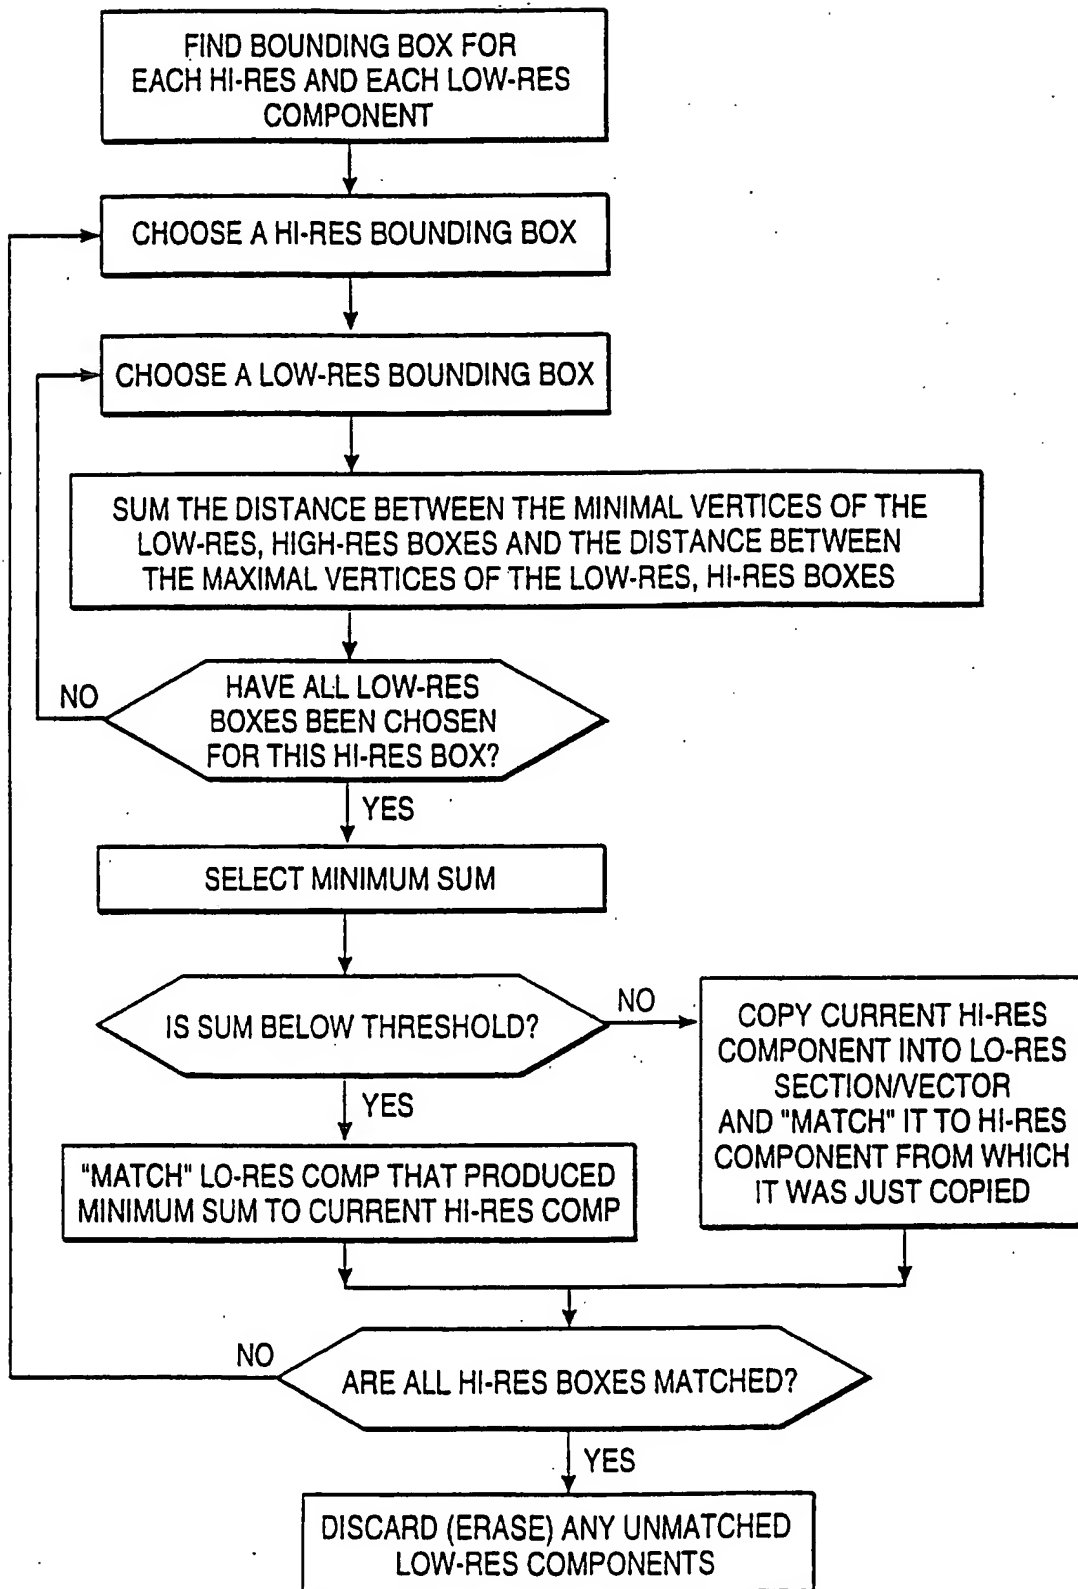 FIND BOUNDING BOX FOR
EACH HI-RES AND EACH LOW-RES
COMPONENT
CHOOSE A HI-RES BOUNDING BOX
CHOOSE A LOW-RES BOUNDING BOX
SUM THE DISTANCE BETWEEN THE MINIMAL VERTICES OF THE
LOW-RES, HIGH-RES BOXES AND THE DISTANCE BETWEEN
THE MAXIMAL VERTICES OF THE LOW-RES, HI-RES BOXES
NO
HAVE ALL LOW-RES
BOXES BEEN CHOSEN
FOR THIS HI-RES BOX?
YES
SELECT MINIMUM SUM
IS SUM BELOW THRESHOLD?
NO
YES
COPY CURRENT HI-RES
COMPONENT INTO LO-RES
SECTION/VECTOR
AND "MATCH" IT TO HI-RES
COMPONENT FROM WHICH
IT WAS JUST COPIED
"MATCH" LO-RES COMP THAT PRODUCED
MINIMUM SUM TO CURRENT HI-RES COMP
NO
ARE ALL HI-RES BOXES MATCHED?
YES
DISCARD (ERASE) ANY UNMATCHED
LOW-RES COMPONENTS